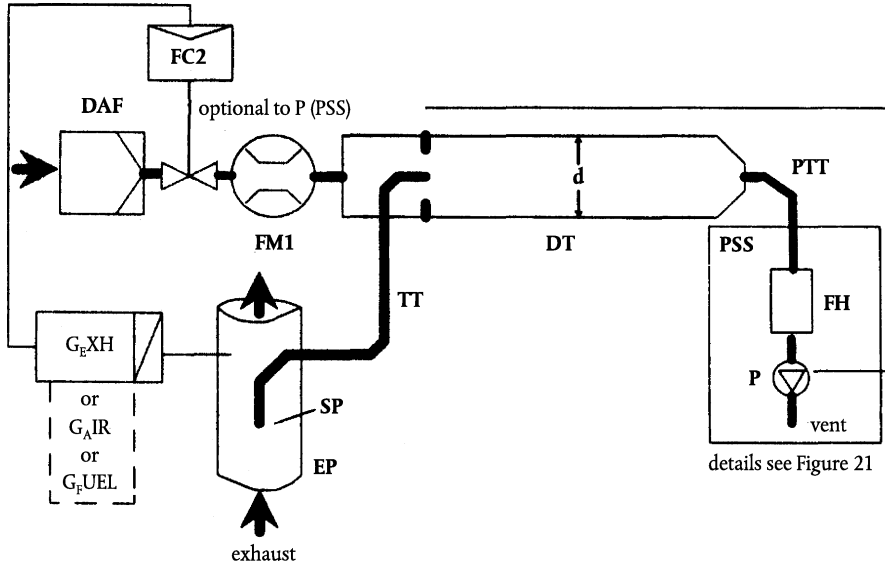 FC2
DAF
optional to P (PSS)
d
PTT
FM1
DT
PSS
TT
FH
GEXH
P
or
GAIR
SP
vent
or
GFUEL
EP
details see Figure 21
exhaust